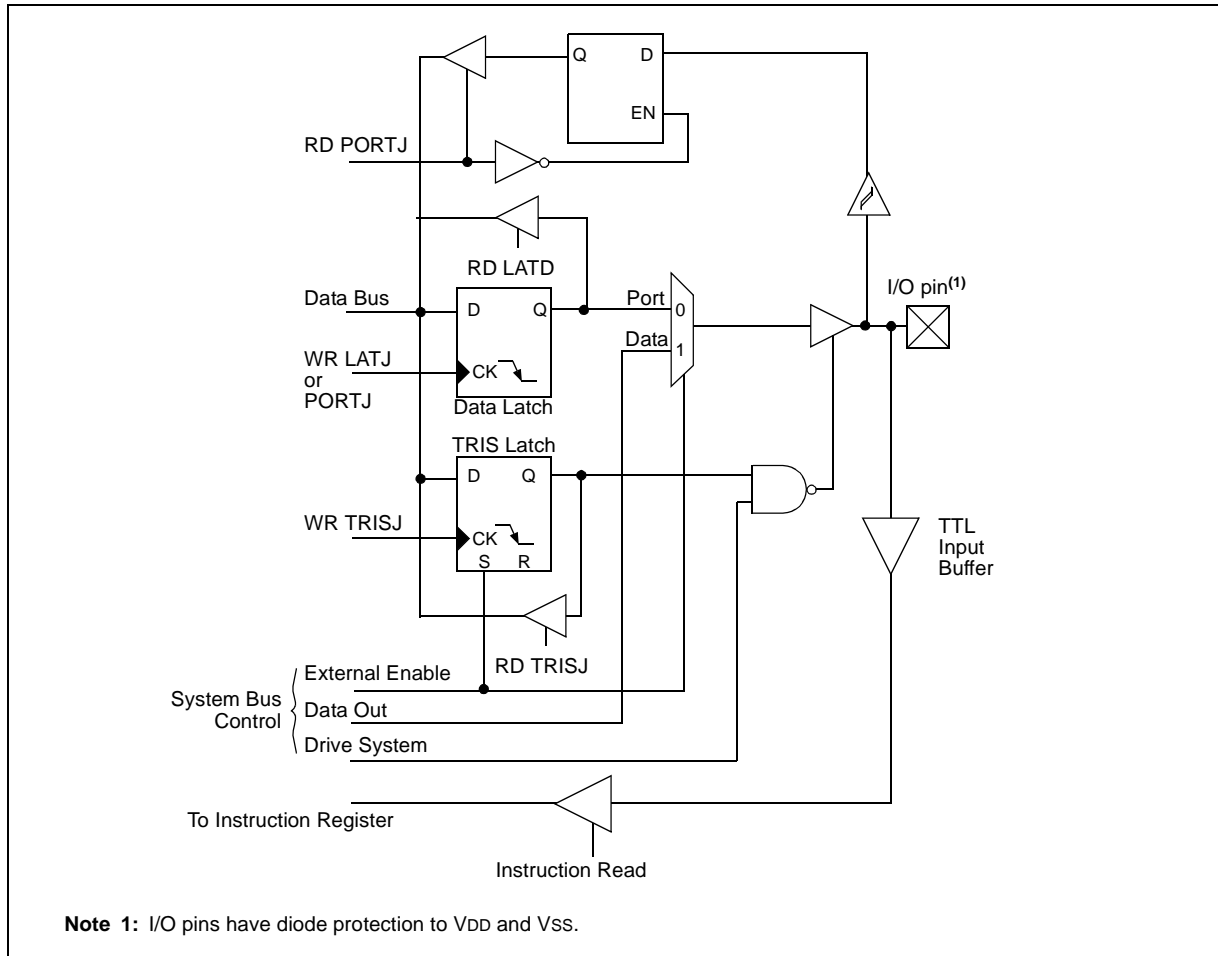 Q D
EN
RD PORTJ
RD LATD
I/O pin(1)
Data Bus
D Q
Port 0
Data 1
WR LATJ
or
PORTJ
CK
Data Latch
TRIS Latch
D Q
WR TRISJ
CK
S R
TTL
Input
Buffer
RD TRISJ
External Enable
System Bus
Control
Data Out
Drive System
To Instruction Register
Instruction Read
Note 1: I/O pins have diode protection to VDD and VSS.